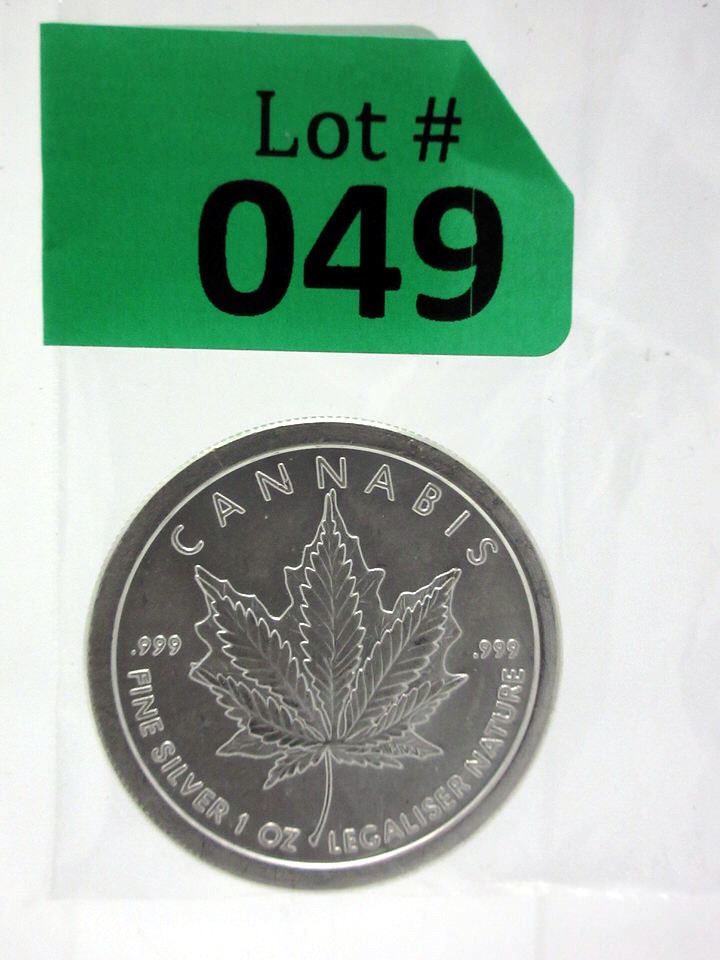 Lot #
049
CANNABIS
.999 .999
FINE SILVER 1 OZ LEGALISER NATURE